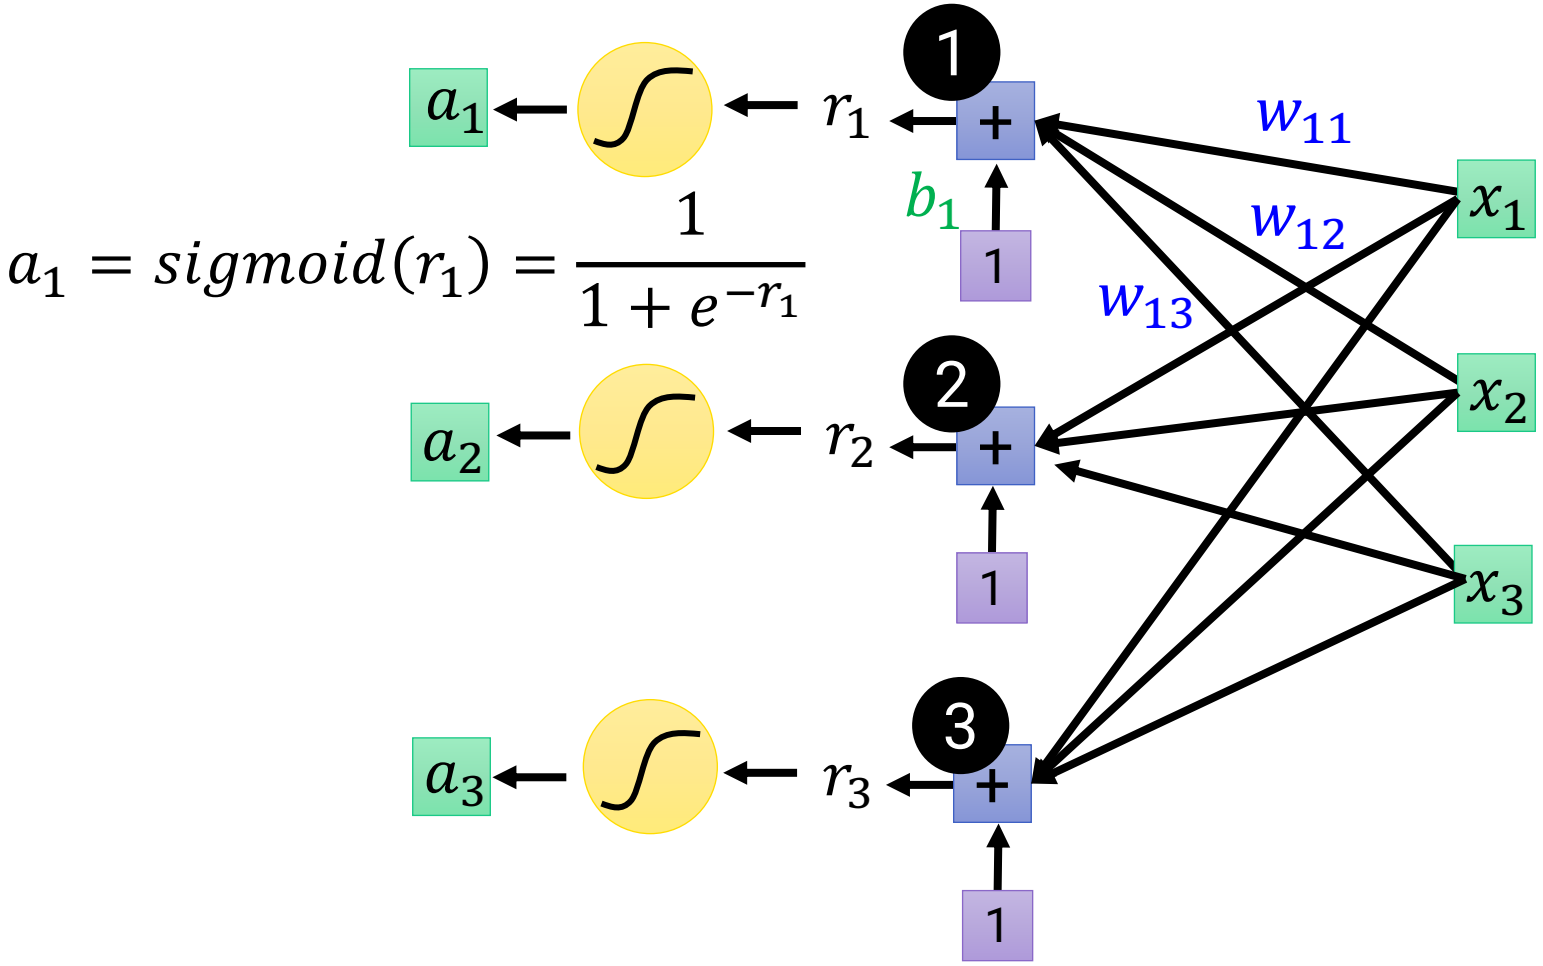 1
a₁
r₁
+
w₁₁
x₁
b₁
w₁₂
1
a₁ = sigmoid(r₁) = 1 / (1 + e^(−r₁))
w₁₃
2
a₂
r₂
+
x₂
1
x₃
3
a₃
r₃
+
1